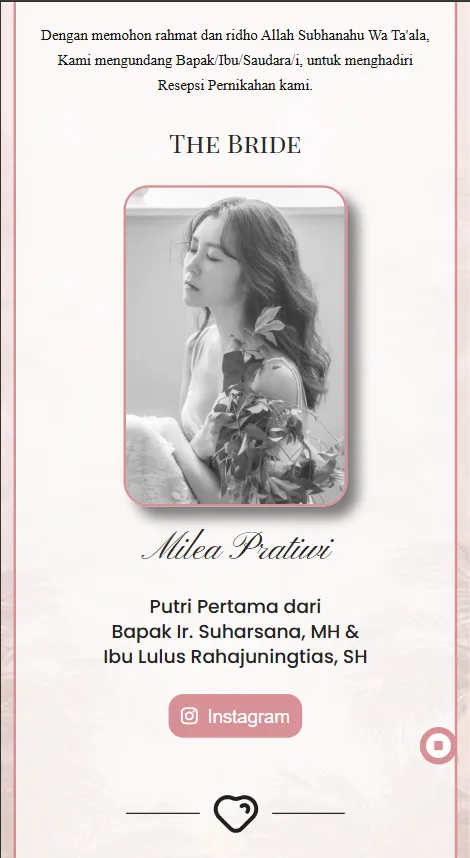 Dengan memohon rahmat dan ridho Allah Subhanahu Wa Ta'ala,
Kami mengundang Bapak/Ibu/Saudara/i, untuk menghadiri
Resepsi Pernikahan kami.
The Bride
Milea Pratiwi
Putri Pertama dari
Bapak Ir. Suharsana, MH &
Ibu Lulus Rahajuningtias, SH
Instagram